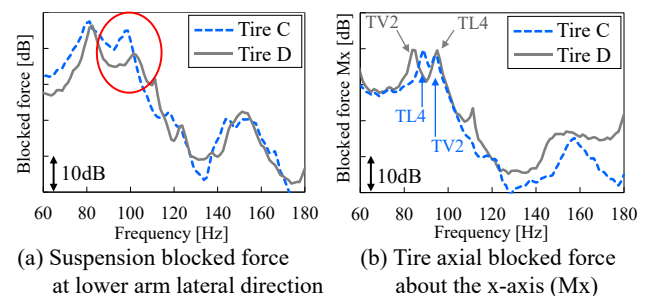 Blocked force [dB]
Tire C
Tire D
10dB
60 80 100 120 140 160 180
Frequency [Hz]
(a) Suspension blocked force
at lower arm lateral direction
Blocked force Mx [dB]
TV2
TL4
Tire C
Tire D
TL4
TV2
10dB
60 80 100 120 140 160 180
Frequency [Hz]
(b) Tire axial blocked force
about the x-axis (Mx)